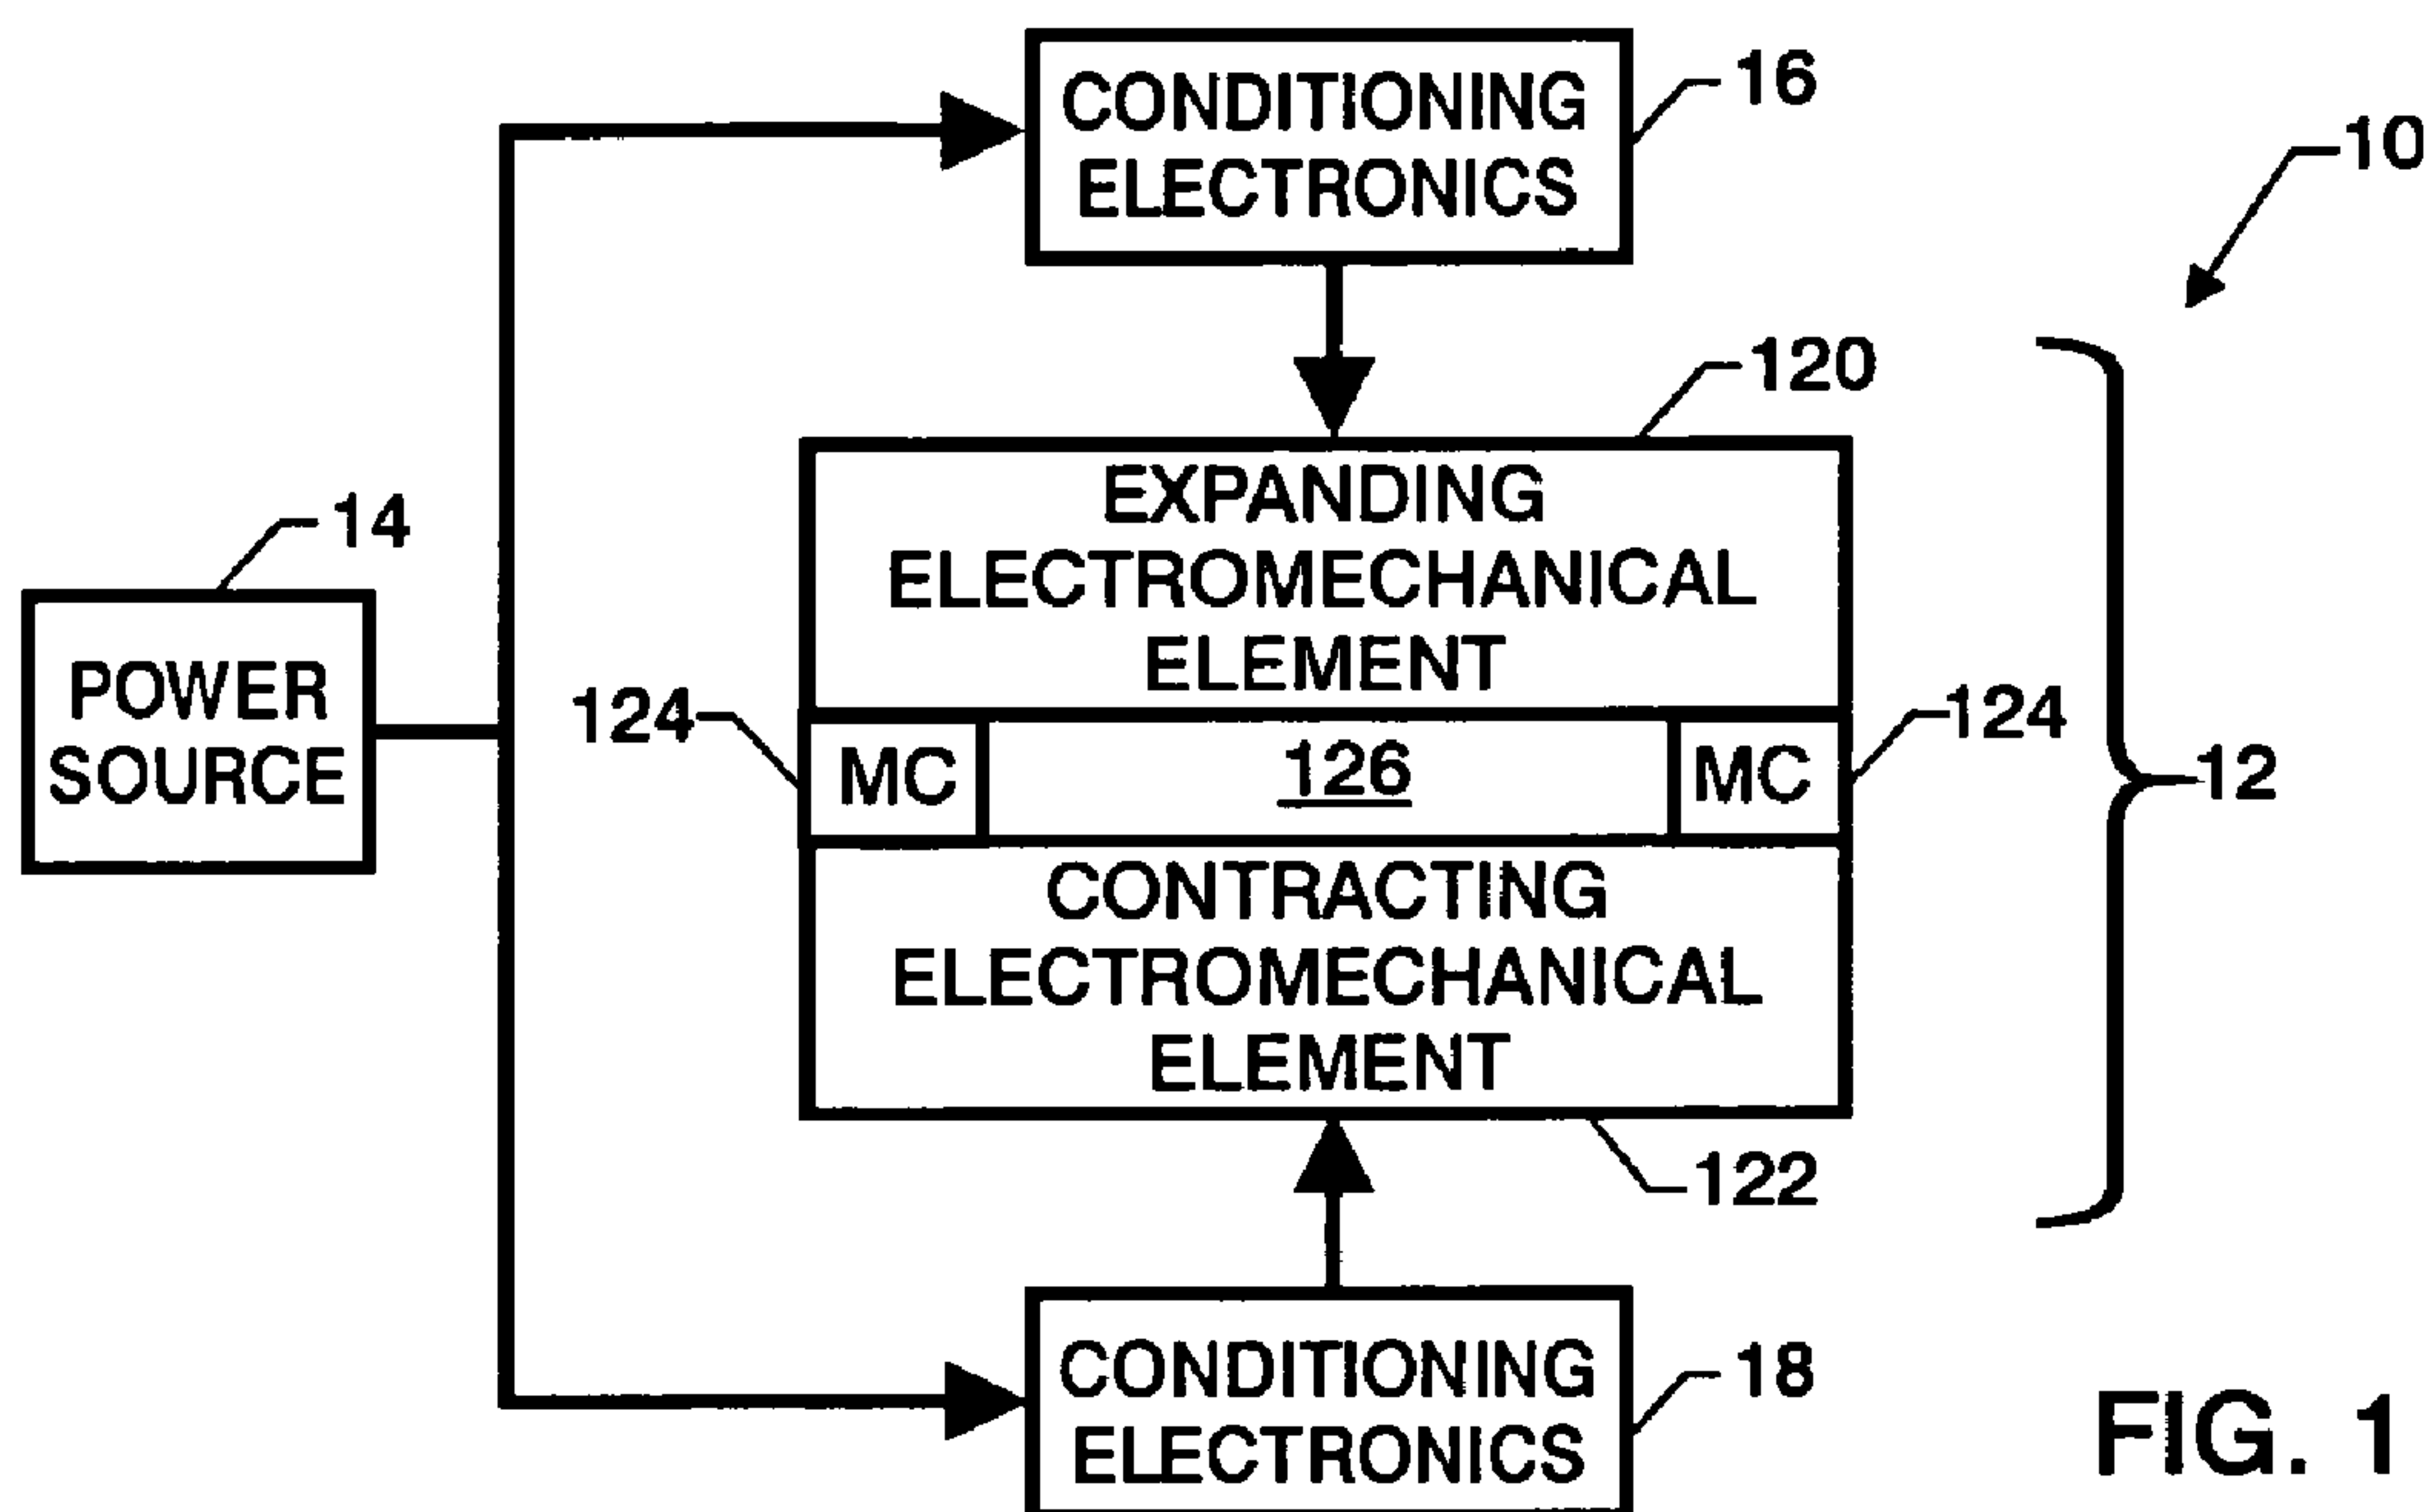 CONDITIONING
ELECTRONICS
16
10
120
EXPANDING
ELECTROMECHANICAL
ELEMENT
14
POWER
SOURCE
124
MC
126
MC
124
12
CONTRACTING
ELECTROMECHANICAL
ELEMENT
122
CONDITIONING
ELECTRONICS
18
FIG. 1